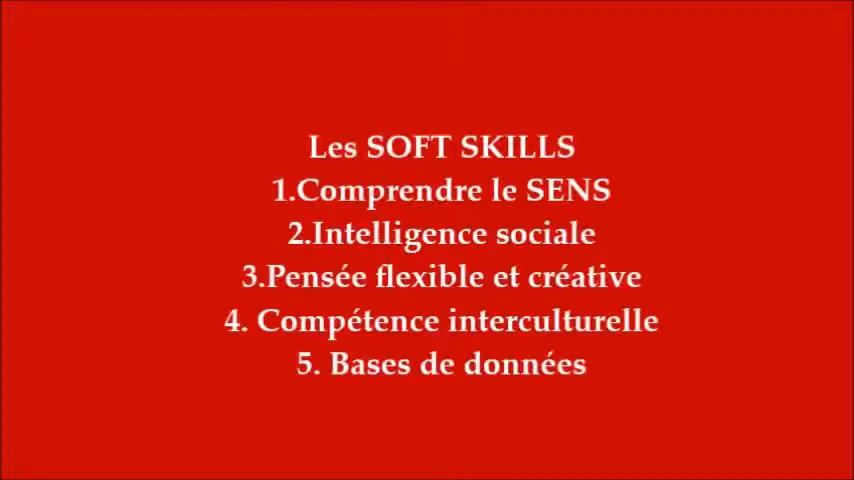 Les SOFT SKILLS
1.Comprendre le SENS
2.Intelligence sociale
3.Pensée flexible et créative
4. Compétence interculturelle
5. Bases de données